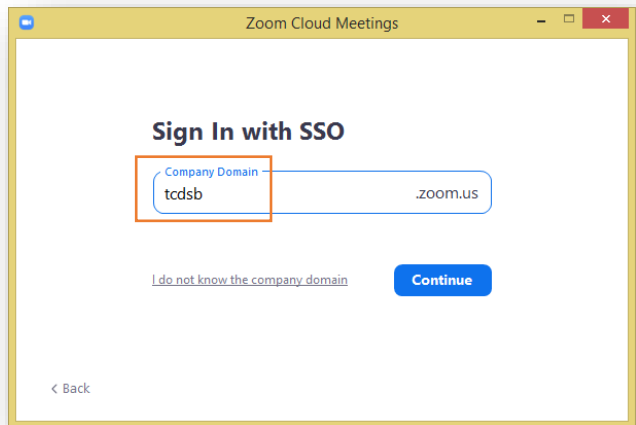 Zoom Cloud Meetings
Sign In with SSO
Company Domain
tcdsb .zoom.us
I do not know the company domain Continue
< Back